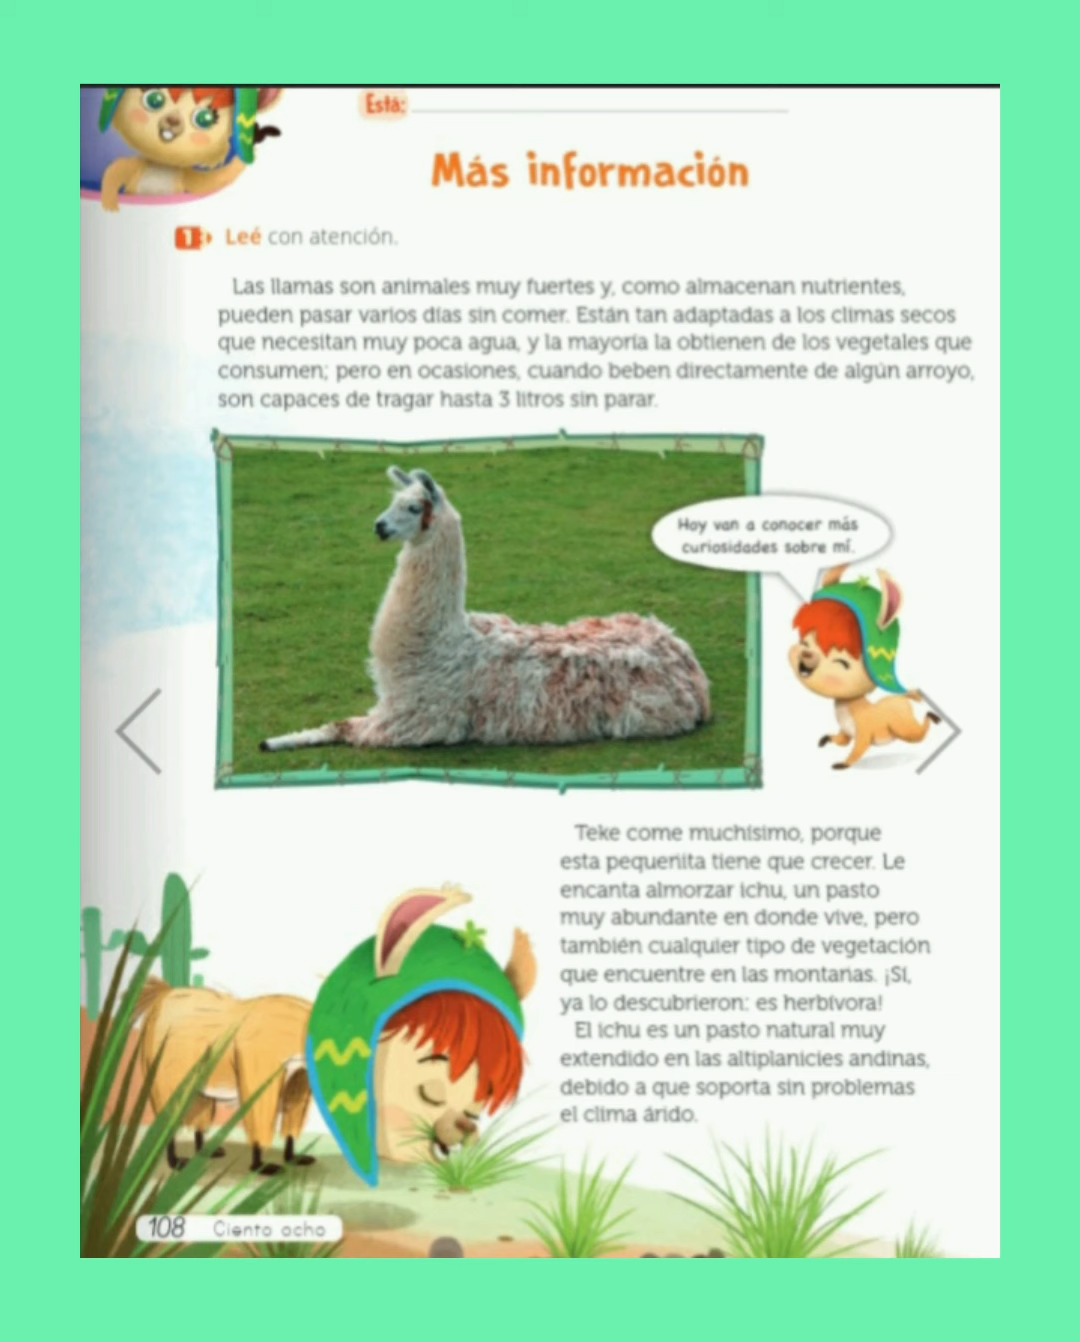 Está:
Más información
1 Leé con atención.
Las llamas son animales muy fuertes y, como almacenan nutrientes,
pueden pasar varios días sin comer. Están tan adaptadas a los climas secos
que necesitan muy poca agua, y la mayoría la obtienen de los vegetales que
consumen; pero en ocasiones, cuando beben directamente de algún arroyo,
son capaces de tragar hasta 3 litros sin parar.
Hoy van a conocer más
curiosidades sobre mí.
Teke come muchísimo, porque
esta pequeñita tiene que crecer. Le
encanta almorzar ichu, un pasto
muy abundante en donde vive, pero
también cualquier tipo de vegetación
que encuentre en las montañas. ¡Sí,
ya lo descubrieron: es herbívora!
El ichu es un pasto natural muy
extendido en las altiplanicies andinas,
debido a que soporta sin problemas
el clima árido.
108 Ciento ocho